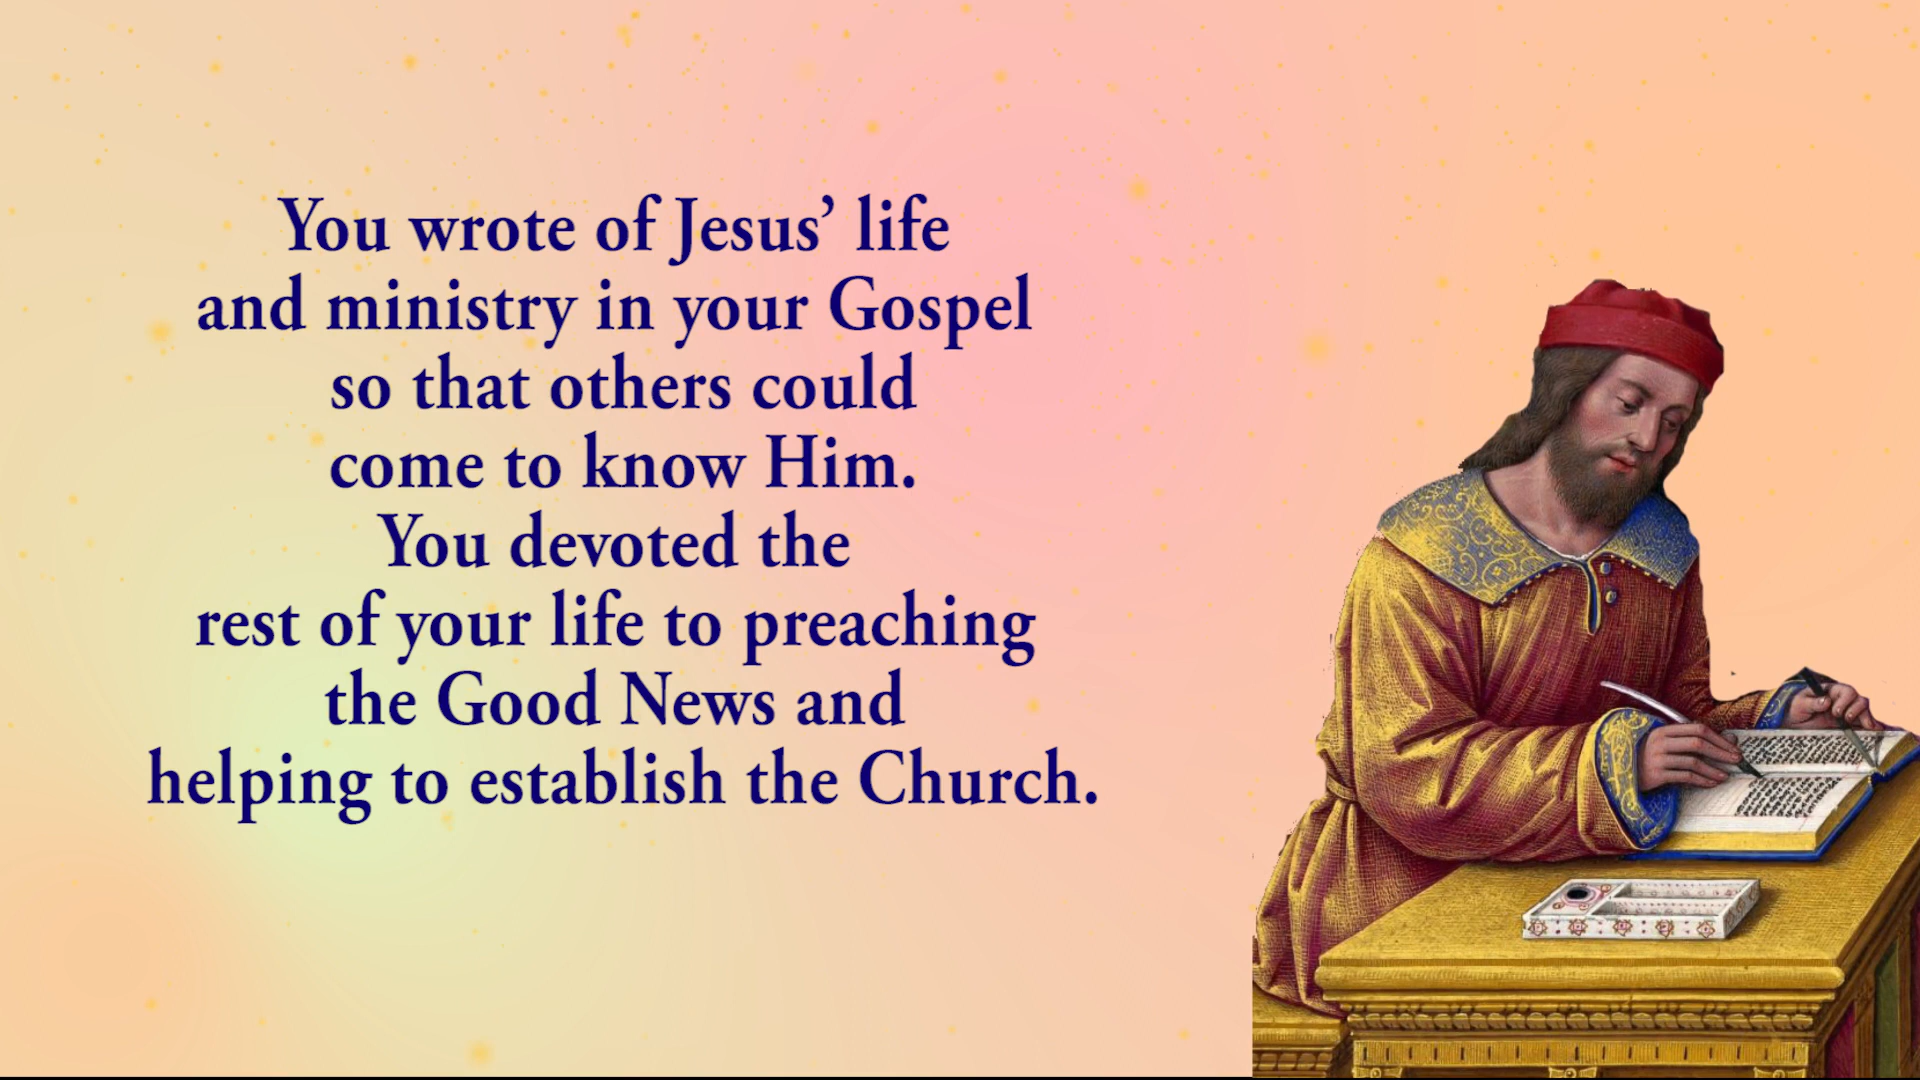 You wrote of Jesus’ life
and ministry in your Gospel
so that others could
come to know Him.
You devoted the
rest of your life to preaching
the Good News and
helping to establish the Church.